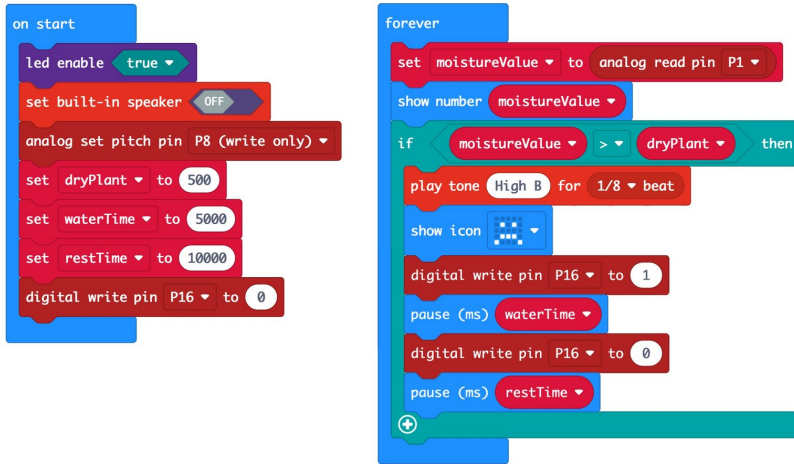 on start
led enable true
set built-in speaker OFF
analog set pitch pin P8 (write only)
set dryPlant to 500
set waterTime to 5000
set restTime to 10000
digital write pin P16 to 0
forever
set moistureValue to analog read pin P1
show number moistureValue
if moistureValue > dryPlant then
play tone High B for 1/8 beat
show icon
digital write pin P16 to 1
pause (ms) waterTime
digital write pin P16 to 0
pause (ms) restTime